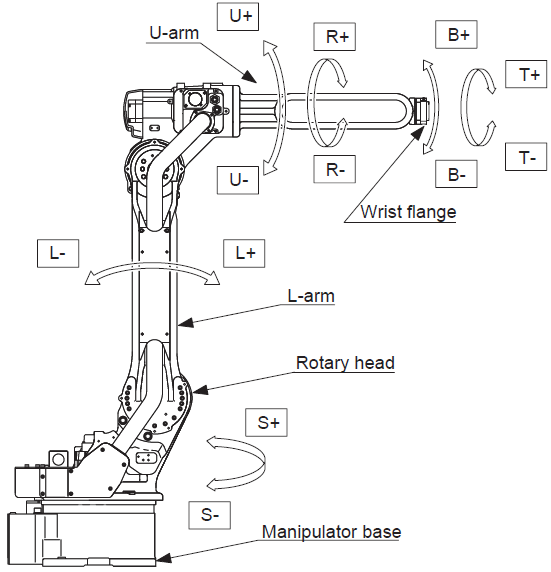 U+
U-arm
R+
B+
T+
U-
R-
B-
T-
Wrist flange
L-
L+
L-arm
Rotary head
S+
S-
Manipulator base